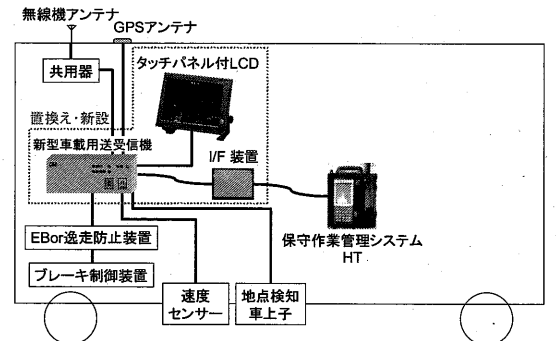 無線機アンテナ
GPSアンテナ
共用器
タッチパネル付LCD
置換え・新設
新型車載用送受信機
I/F 装置
保守作業管理システム
HT
EBor逸走防止装置
ブレーキ制御装置
速度
センサー
地点検知
車上子